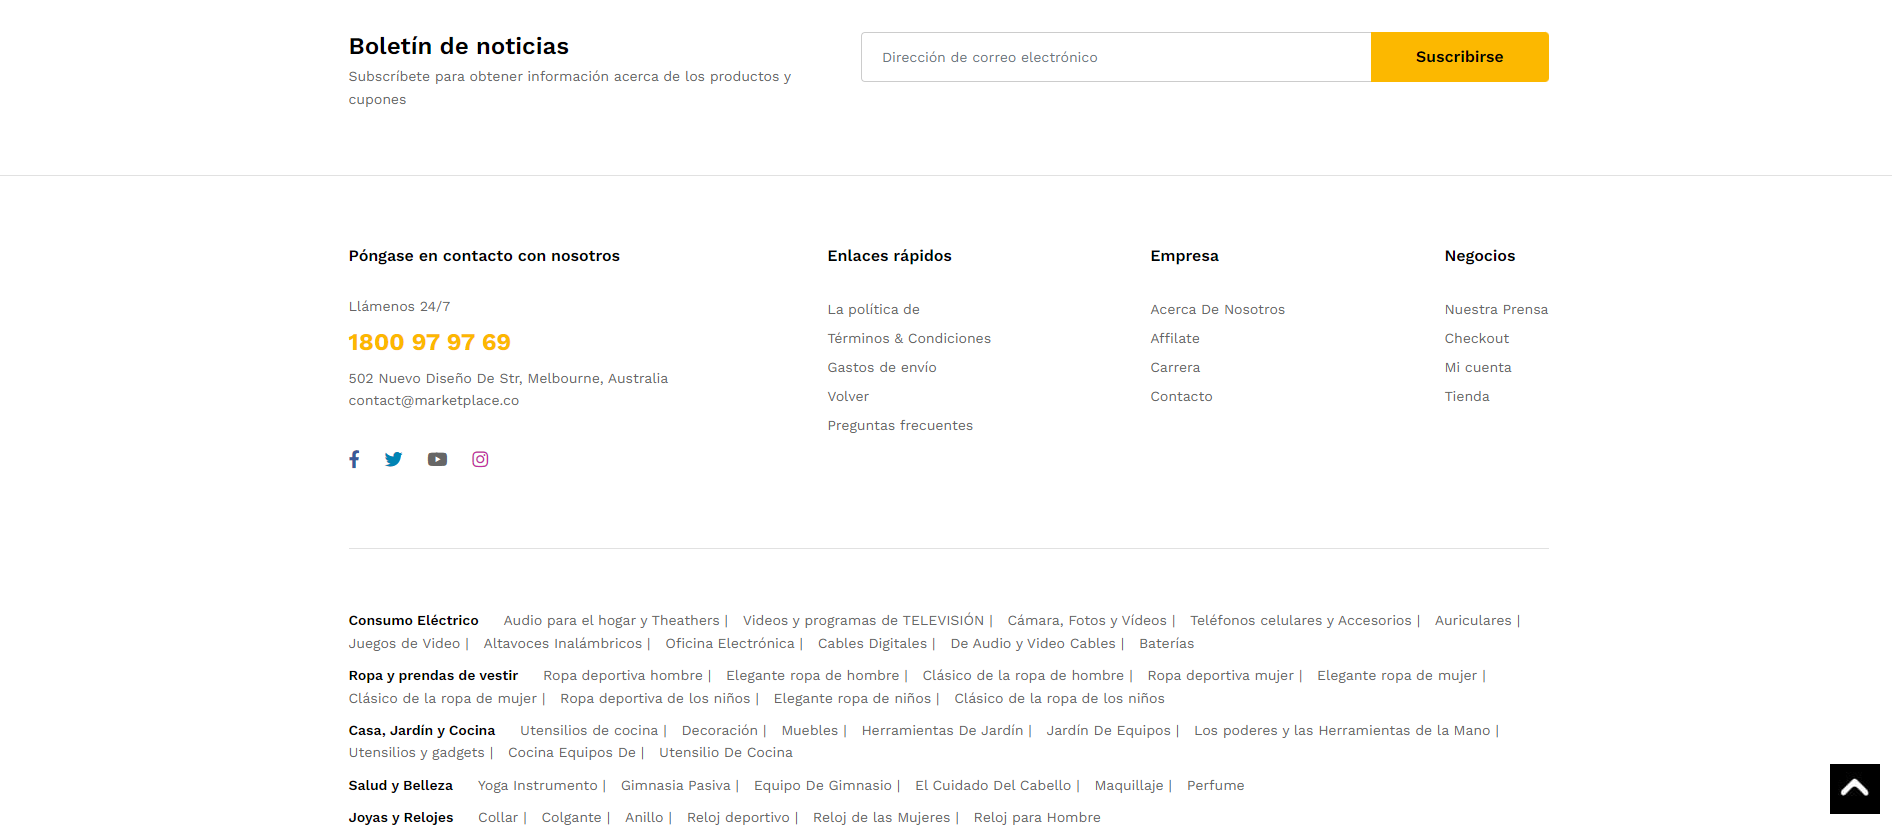 Boletín de noticias
Subscríbete para obtener información acerca de los productos y
cupones
Dirección de correo electrónico
Suscribirse
Póngase en contacto con nosotros
Llámenos 24/7
1800 97 97 69
502 Nuevo Diseño De Str, Melbourne, Australia
contact@marketplace.co
Enlaces rápidos
La política de
Términos & Condiciones
Gastos de envío
Volver
Preguntas frecuentes
Empresa
Acerca De Nosotros
Affilate
Carrera
Contacto
Negocios
Nuestra Prensa
Checkout
Mi cuenta
Tienda
Consumo Eléctrico Audio para el hogar y Theathers | Videos y programas de TELEVISIÓN | Cámara, Fotos y Vídeos | Teléfonos celulares y Accesorios | Auriculares |
Juegos de Video | Altavoces Inalámbricos | Oficina Electrónica | Cables Digitales | De Audio y Video Cables | Baterías
Ropa y prendas de vestir Ropa deportiva hombre | Elegante ropa de hombre | Clásico de la ropa de hombre | Ropa deportiva mujer | Elegante ropa de mujer |
Clásico de la ropa de mujer | Ropa deportiva de los niños | Elegante ropa de niños | Clásico de la ropa de los niños
Casa, Jardín y Cocina Utensilios de cocina | Decoración | Muebles | Herramientas De Jardín | Jardín De Equipos | Los poderes y las Herramientas de la Mano |
Utensilios y gadgets | Cocina Equipos De | Utensilio De Cocina
Salud y Belleza Yoga Instrumento | Gimnasia Pasiva | Equipo De Gimnasio | El Cuidado Del Cabello | Maquillaje | Perfume
Joyas y Relojes Collar | Colgante | Anillo | Reloj deportivo | Reloj de las Mujeres | Reloj para Hombre